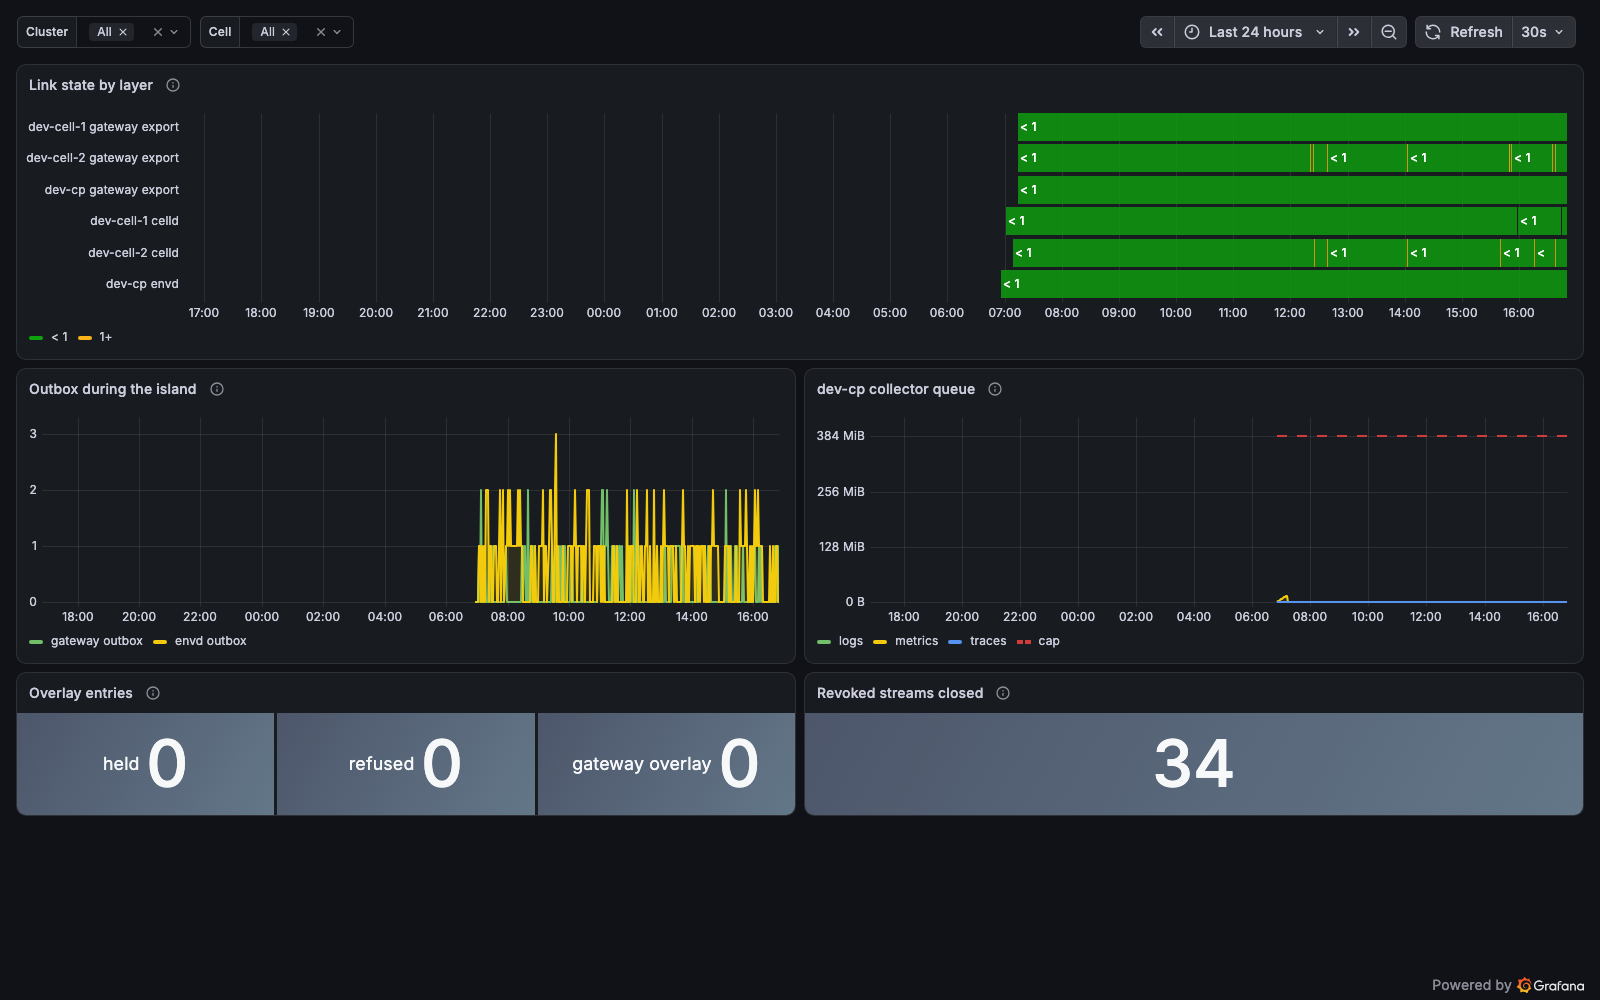 Cluster All Cell All Last 24 hours Refresh 30s
Link state by layer
dev-cell-1 gateway export < 1
dev-cell-2 gateway export < 1 < 1 < 1 < 1
dev-cp gateway export < 1
dev-cell-1 celld < 1 < 1
dev-cell-2 celld < 1 < 1 < 1 < 1 <
dev-cp envd < 1
17:00 18:00 19:00 20:00 21:00 22:00 23:00 00:00 01:00 02:00 03:00 04:00 05:00 06:00 07:00 08:00 09:00 10:00 11:00 12:00 13:00 14:00 15:00 16:00
< 1 1+
Outbox during the island
3
2
1
0
18:00 20:00 22:00 00:00 02:00 04:00 06:00 08:00 10:00 12:00 14:00 16:00
gateway outbox envd outbox
dev-cp collector queue
384 MiB
256 MiB
128 MiB
0 B
18:00 20:00 22:00 00:00 02:00 04:00 06:00 08:00 10:00 12:00 14:00 16:00
logs metrics traces cap
Overlay entries
held 0 refused 0 gateway overlay 0
Revoked streams closed
34
Powered by Grafana